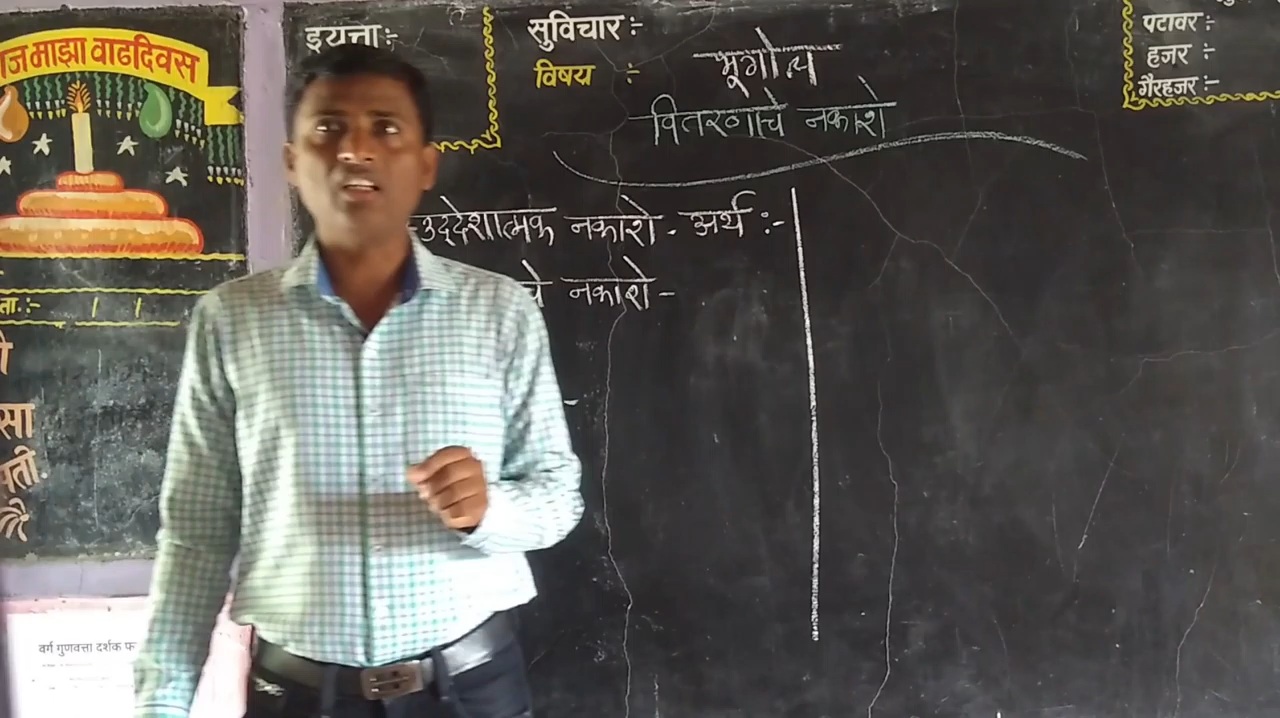 माझा वाढदिवस
इयत्ता :-
सुविचार :-
विषय :-
भूगोल
वितरणाचे नकाशे
उद्देशात्मक नकाशे - अर्थ :-
चे नकाशे -
पटावर :-
हजर :-
गैरहजर :-
वर्ग गुणवत्ता दर्शक